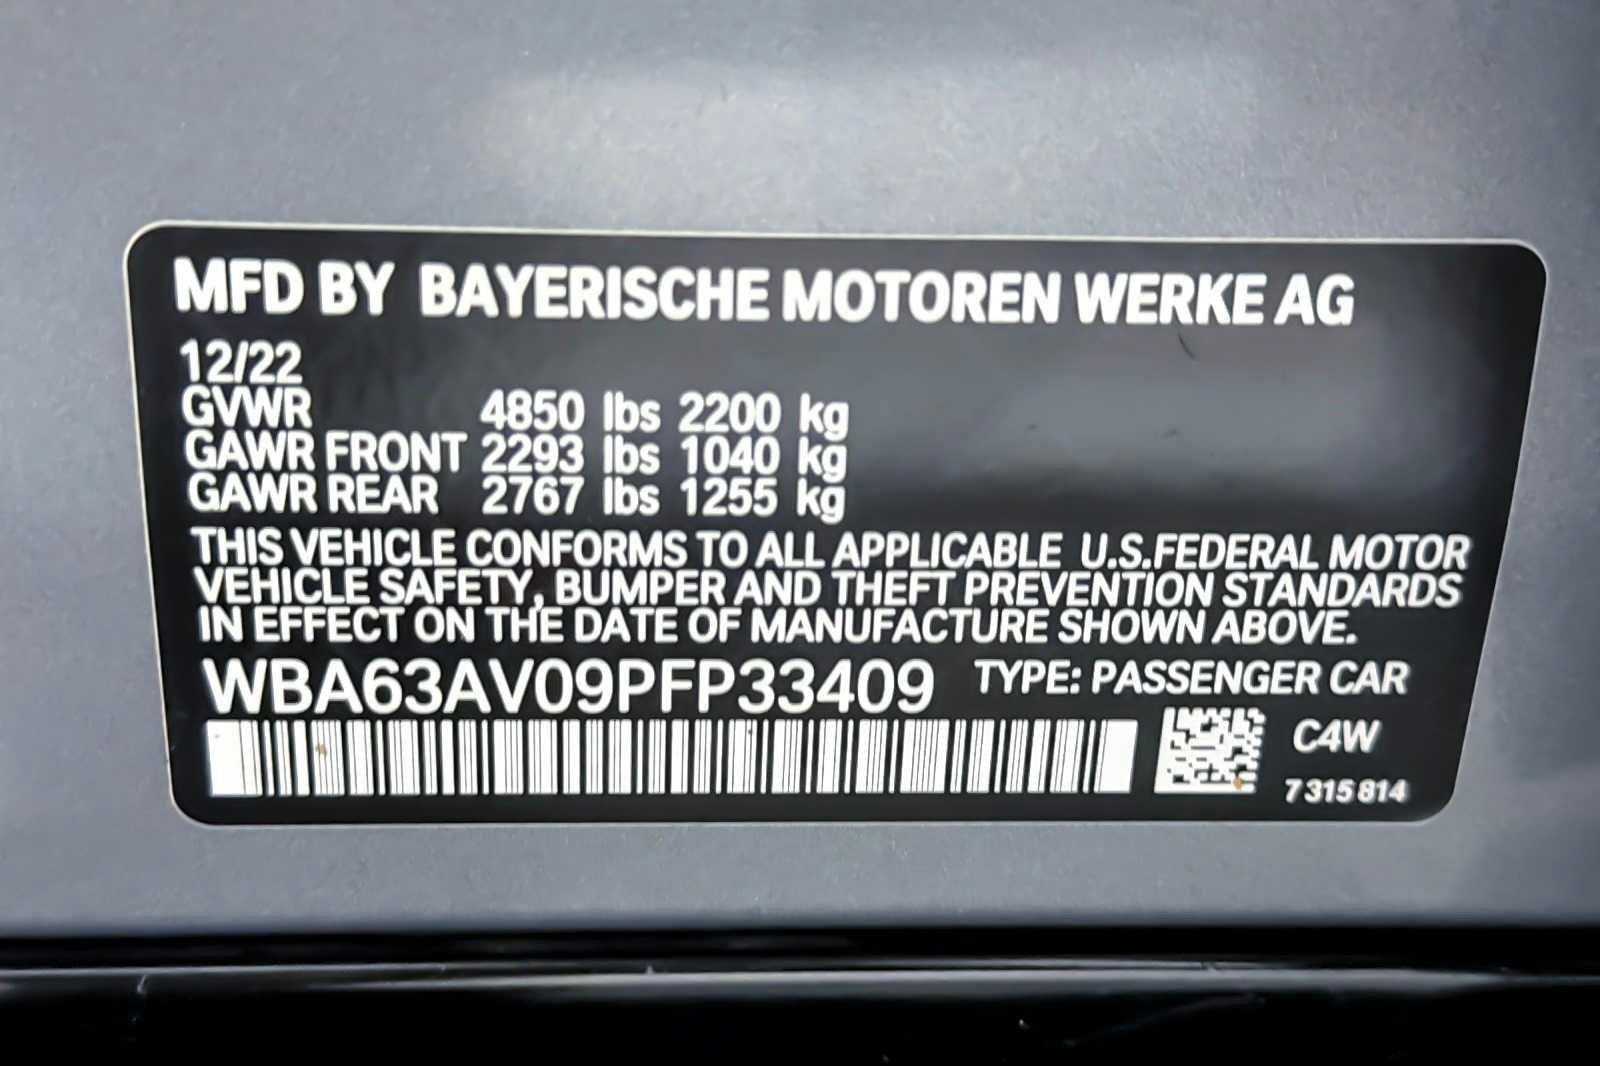 MFD BY BAYERISCHE MOTOREN WERKE AG
12/22
GVWR 4850 lbs 2200 kg
GAWR FRONT 2293 lbs 1040 kg
GAWR REAR 2767 lbs 1255 kg
THIS VEHICLE CONFORMS TO ALL APPLICABLE U.S.FEDERAL MOTOR
VEHICLE SAFETY, BUMPER AND THEFT PREVENTION STANDARDS
IN EFFECT ON THE DATE OF MANUFACTURE SHOWN ABOVE.
WBA63AV09PFP33409 TYPE: PASSENGER CAR
C4W
7 315 814